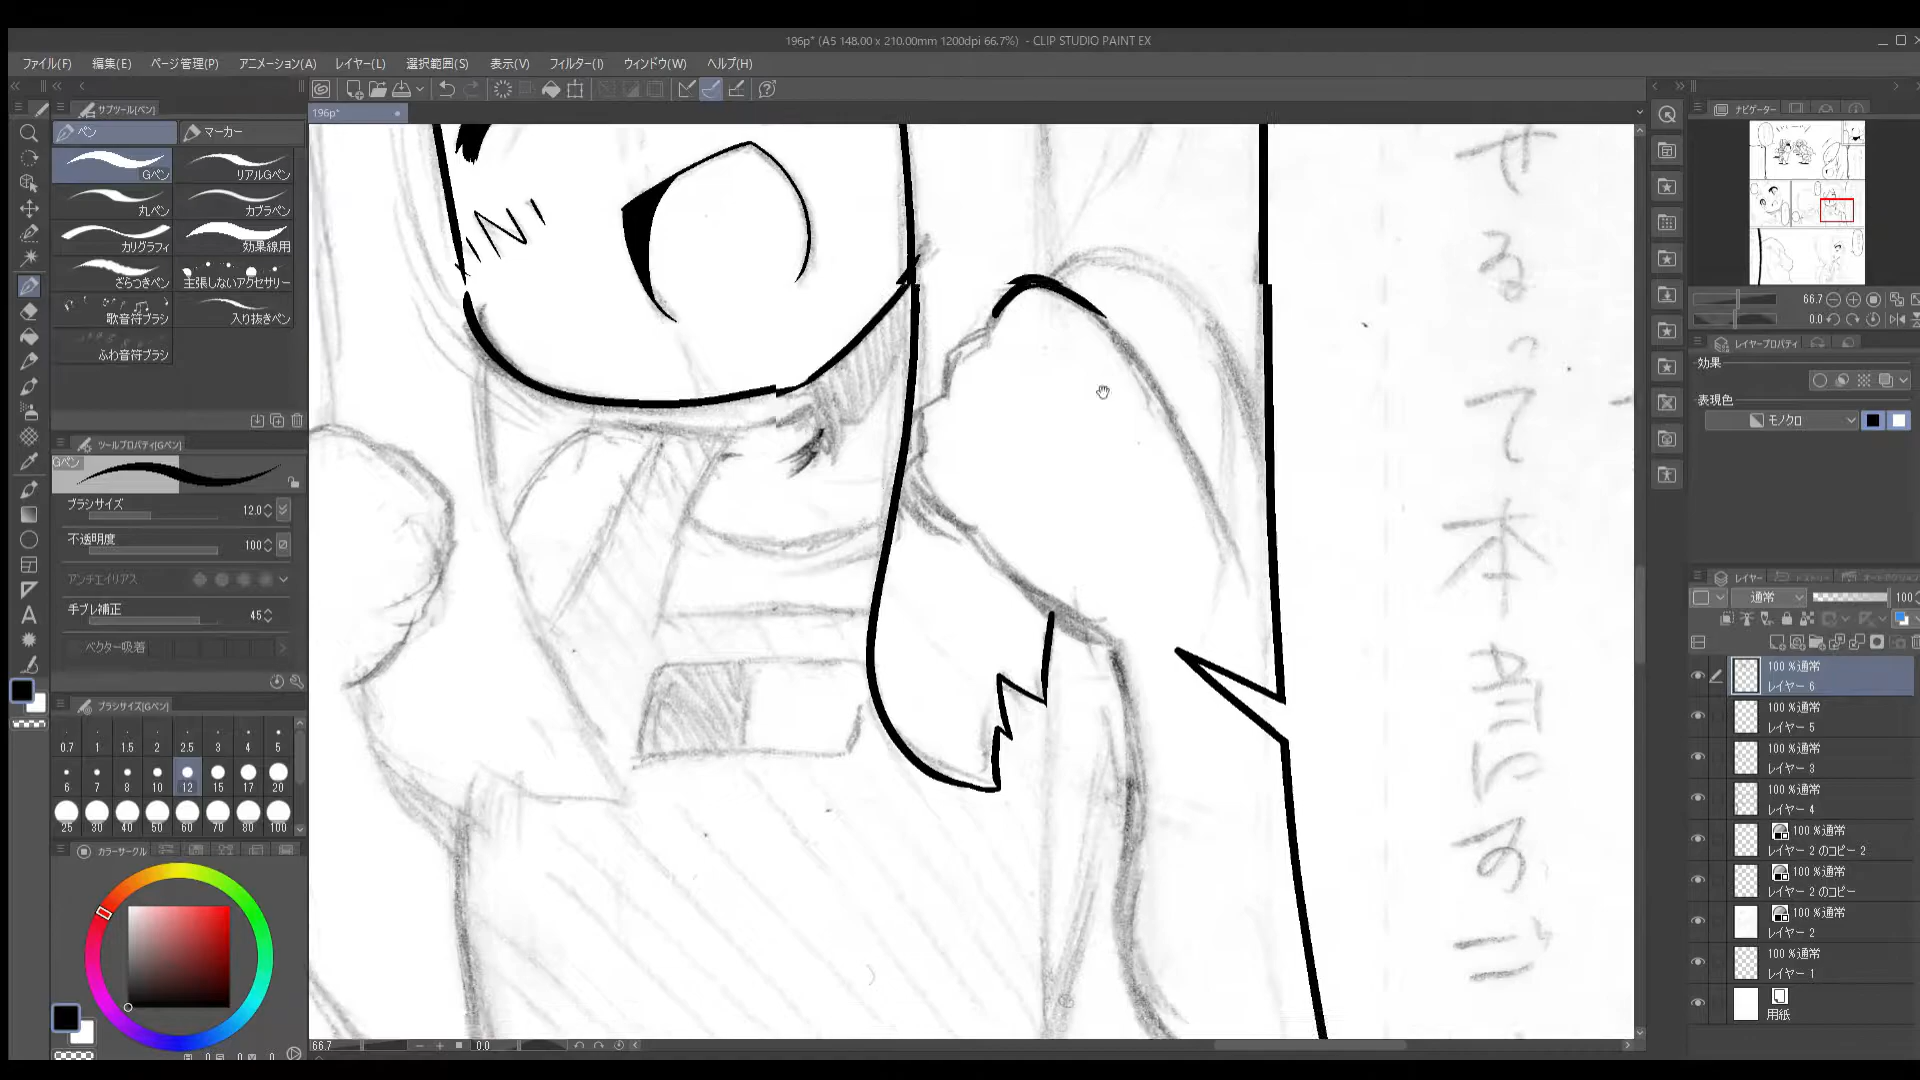 196p* (A5 148.00 x 210.00mm 1200dpi 66.7%) - CLIP STUDIO PAINT EX
ファイル(F) 編集(E) ページ管理(P) アニメーション(A) レイヤー(L) 選択範囲(S) 表示(V) フィルター(I) ウィンドウ(W) ヘルプ(H)
サブツール[ペン]
196p*
ナビゲーター
ペン マーカー
Gペン リアルGペン
丸ペン カブラペン
カリグラフィ 効果線用
ざらつきペン 主張しないアクセサリー
歌音符ブラシ 入り抜きペン
ふわ音符ブラシ
ツールプロパティ[Gペン]
Gペン
ブラシサイズ 12.0
不透明度 100
アンチエイリアス
手ブレ補正 45
ベクター吸着
ブラシサイズ[Gペン]
0.7 1 1.5 2 2.5 3 4 5
6 7 8 10 12 15 17 20
25 30 40 50 60 70 80 100
カラーサークル
66.7 0.0
66.7
0.0
レイヤープロパティ
効果
表現色
モノクロ
レイヤー
通常 100
100 %通常
レイヤー 6
100 %通常
レイヤー 5
100 %通常
レイヤー 3
100 %通常
レイヤー 4
100 %通常
レイヤー 2 のコピー 2
100 %通常
レイヤー 2 のコピー
100 %通常
レイヤー 2
100 %通常
レイヤー 1
用紙